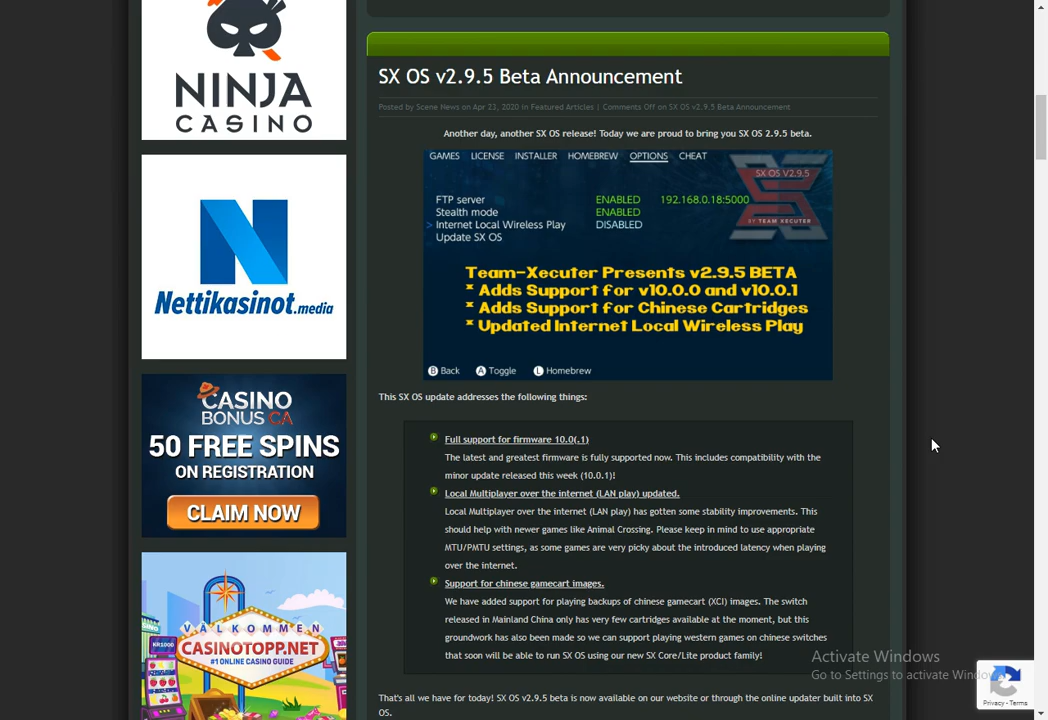 NINJA
CASINO
N
Nettikasinot.media
CASINO
BONUS CA
50 FREE SPINS
ON REGISTRATION
CLAIM NOW
VÄLKOMMEN
CASINOTOPP.NET
#1 ONLINE CASINO GUIDE
SX OS v2.9.5 Beta Announcement
Posted by Scene News on Apr 23, 2020 in Featured Articles | Comments Off on SX OS v2.9.5 Beta Announcement
Another day, another SX OS release! Today we are proud to bring you SX OS 2.9.5 beta.
GAMES LICENSE INSTALLER HOMEBREW OPTIONS CHEAT
SX OS V2.9.5
BY TEAM XECUTER
FTP server ENABLED 192.168.0.18:5000
Stealth mode ENABLED
> Internet Local Wireless Play DISABLED
Update SX OS
Team-Xecuter Presents v2.9.5 BETA
* Adds Support for v10.0.0 and v10.0.1
* Adds Support for Chinese Cartridges
* Updated Internet Local Wireless Play
B Back A Toggle L Homebrew
This SX OS update addresses the following things:
Full support for firmware 10.0(.1)
The latest and greatest firmware is fully supported now. This includes compatibility with the
minor update released this week (10.0.1)!
Local Multiplayer over the internet (LAN play) updated.
Local Multiplayer over the internet (LAN play) has gotten some stability improvements. This
should help with newer games like Animal Crossing. Please keep in mind to use appropriate
MTU/PMTU settings, as some games are very picky about the introduced latency when playing
over the internet.
Support for chinese gamecart images.
We have added support for playing backups of chinese gamecart (XCI) images. The switch
released in Mainland China only has very few cartridges available at the moment, but this
groundwork has also been made so we can support playing western games on chinese switches
that soon will be able to run SX OS using our new SX Core/Lite product family!
That's all we have for today! SX OS v2.9.5 beta is now available on our website or through the online updater built into SX
OS.
Activate Windows
Go to Settings to activate Windo
Privacy - Terms